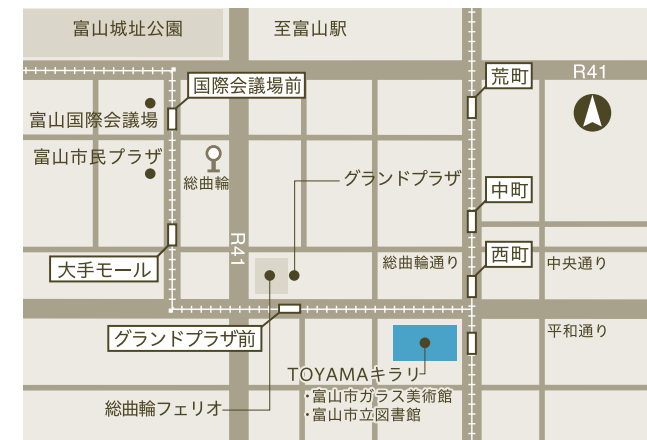 富山城址公園
至富山駅
R41
荒町
国際会議場前
富山国際会議場
富山市民プラザ
総曲輪
グランドプラザ
中町
R41
大手モール
総曲輪通り
西町
中央通り
グランドプラザ前
平和通り
TOYAMAキラリ
・富山市ガラス美術館
・富山市立図書館
総曲輪フェリオ